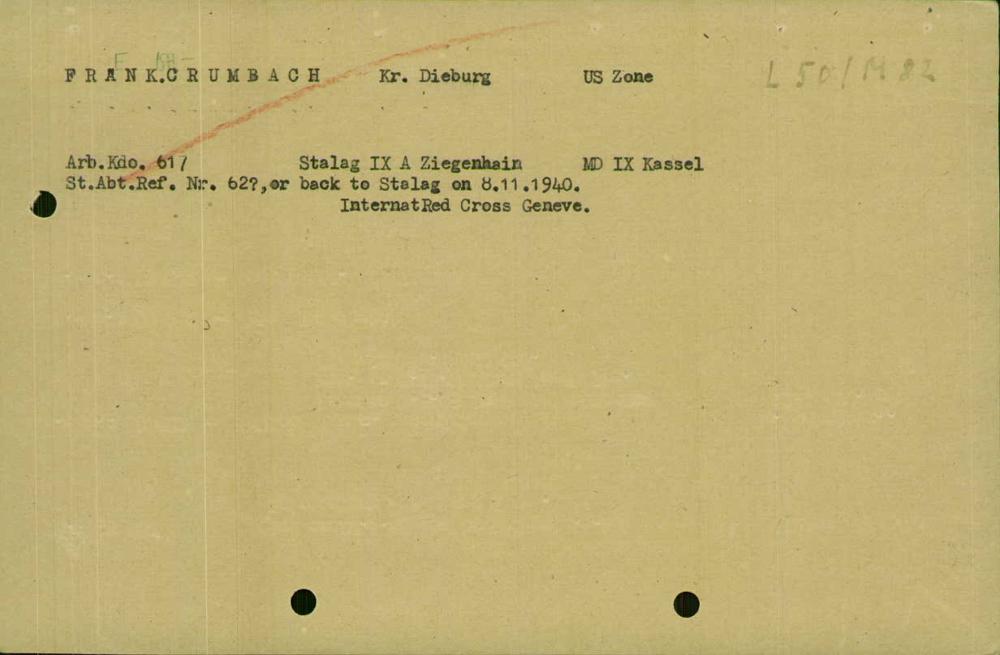 F
FRANK.CRUMBACH Kr. Dieburg US Zone L 50/M 82
Arb.Kdo. 617 Stalag IX A Ziegenhain MD IX Kassel
St.Abt.Ref. Nr. 62?,or back to Stalag on 8.11.1940.
InternatRed Cross Geneve.